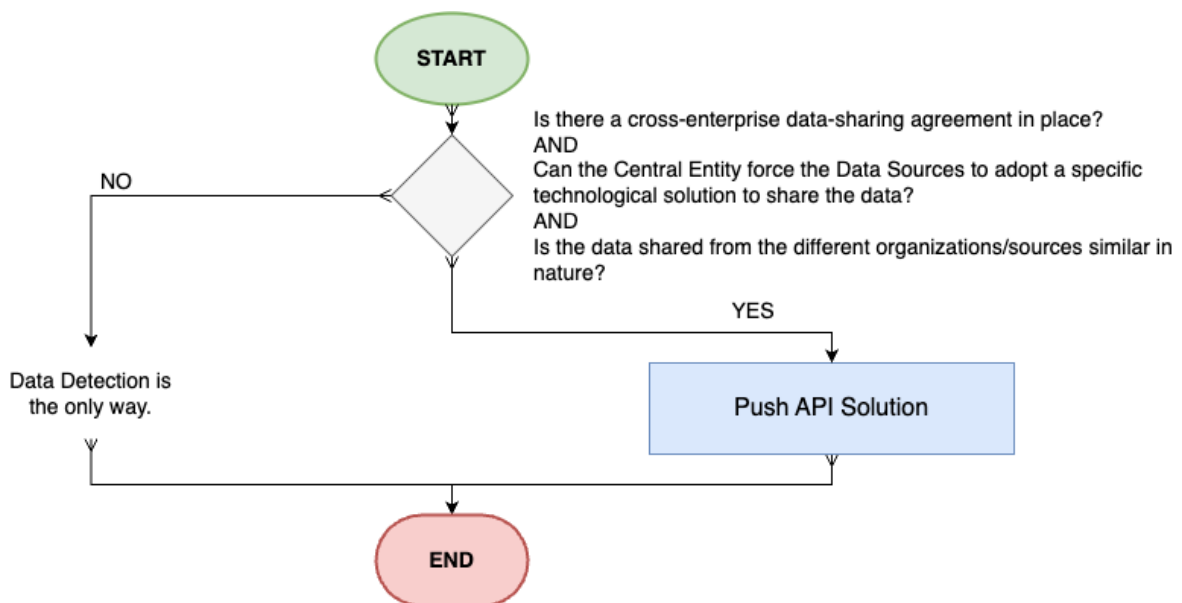 START
Is there a cross-enterprise data-sharing agreement in place?
AND
Can the Central Entity force the Data Sources to adopt a specific
technological solution to share the data?
AND
Is the data shared from the different organizations/sources similar in
nature?
NO
YES
Data Detection is
the only way.
Push API Solution
END